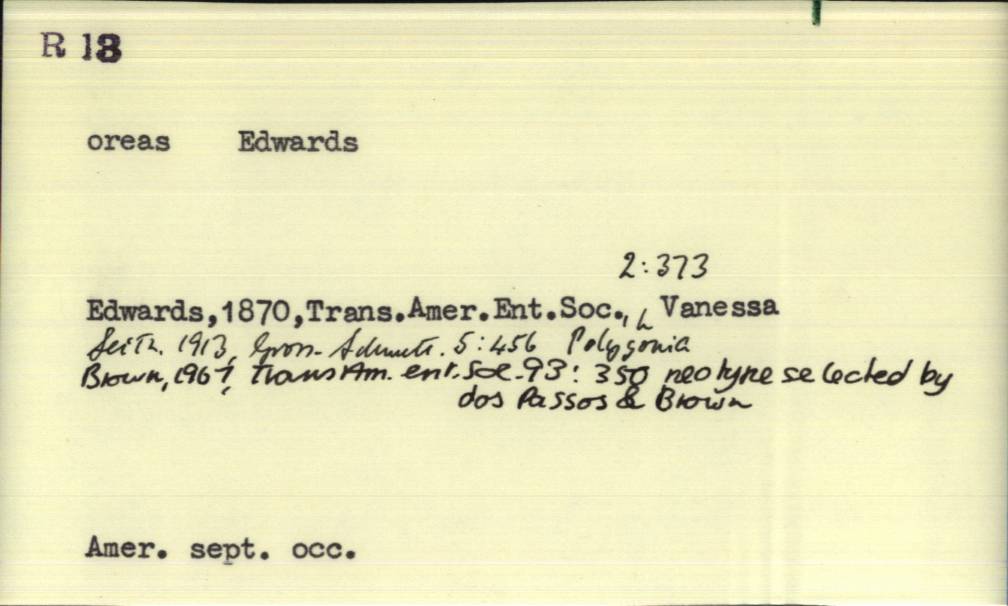 R 13
oreas Edwards
2:373
Edwards,1870,Trans.Amer.Ent.Soc., Vanessa
Seitz. 1913, Gross-Schmett. 5:456 Polygonia
Brown, 1967, Trans Am. ent. Soc. 93: 350 neotype selected by
dos Passos & Brown
Amer. sept. occ.